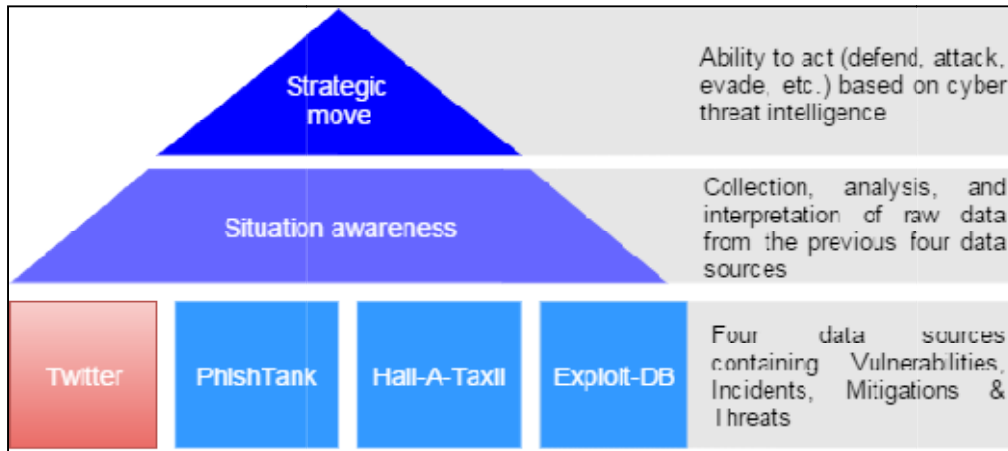 Strategic
move
Ability to act (defend, attack,
evade, etc.) based on cyber
threat intelligence
Situation awareness
Collection, analysis, and
interpretation of raw data
from the previous four data
sources
Twitter
PhishTank
Hail-A-Taxii
Exploit-DB
Four data sources
containing Vulnerabilities,
Incidents, Mitigations &
Threats